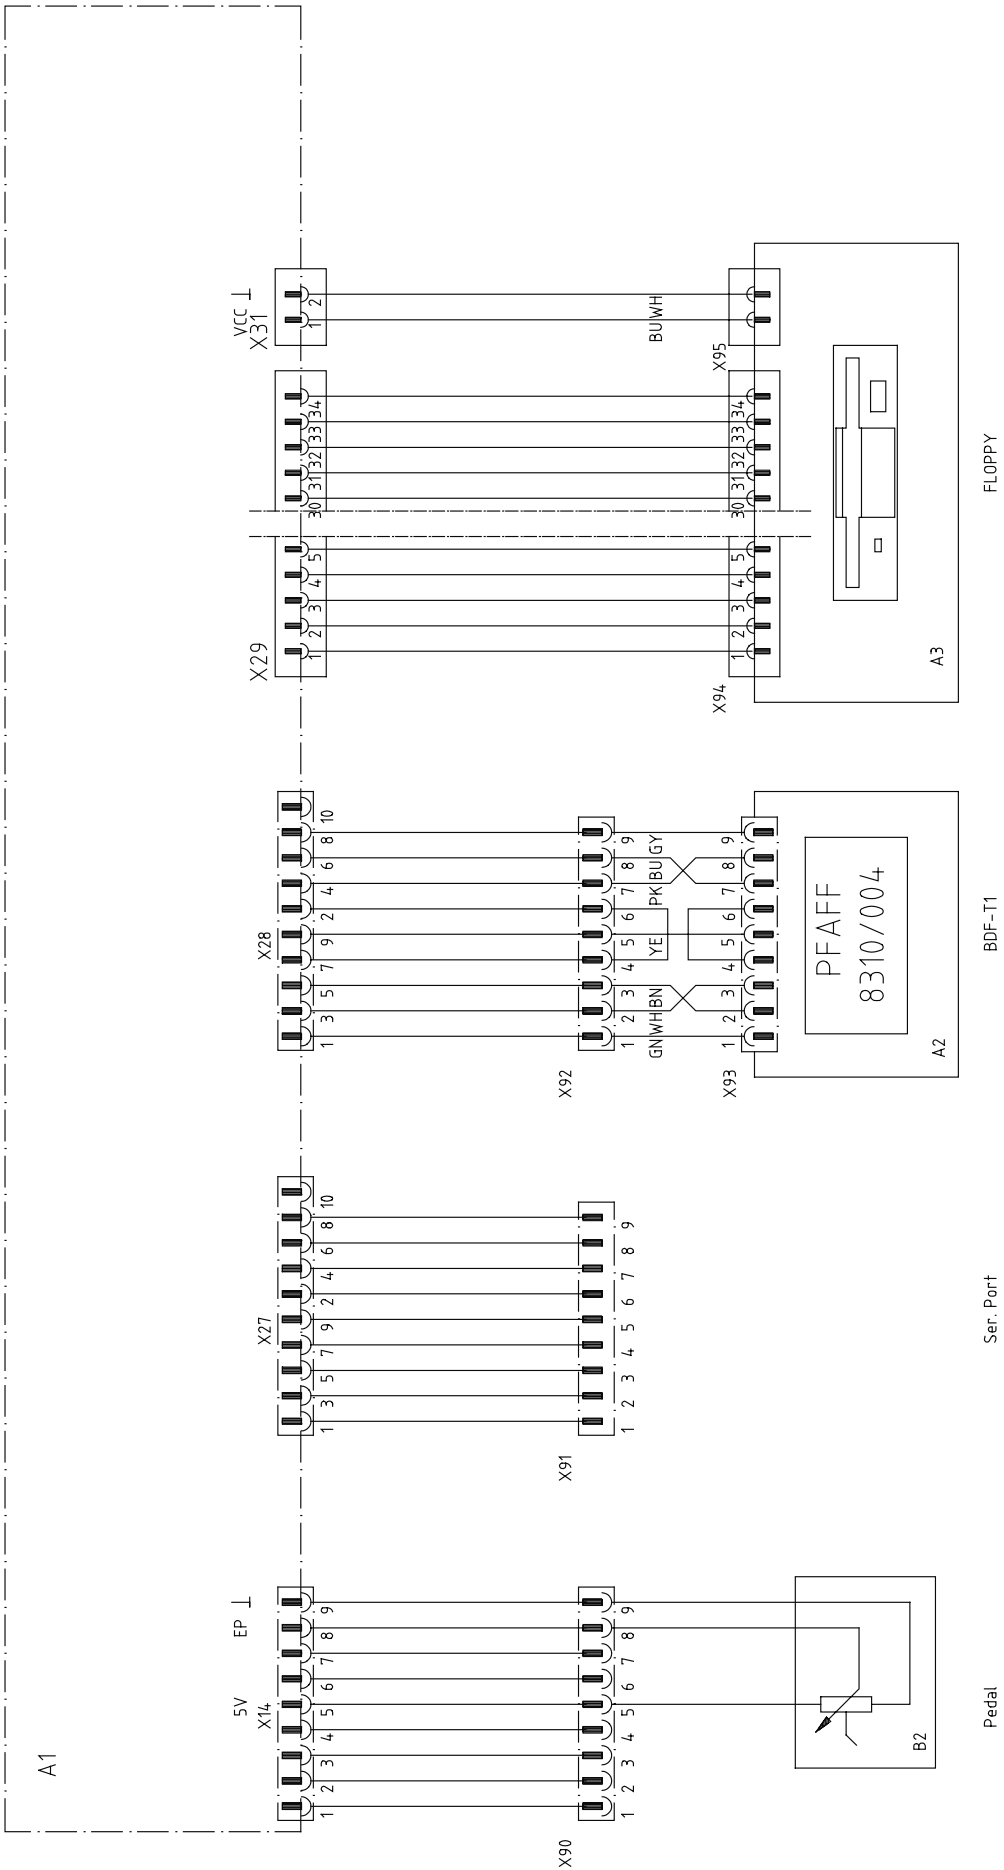 A1
5V EP ⊥ VCC ⊥
X14 X27 X28 X29 X31
1 2 3 4 5 6 7 8 9 1 3 5 7 9 2 4 6 8 10 1 3 5 7 9 2 4 6 8 10 1 2 3 4 5 30 31 32 33 34 1 2
X90 X91 X92
1 2 3 4 5 6 7 8 9 1 2 3 4 5 6 7 8 9 1 2 3 4 5 6 7 8 9
GN WH BN YE PK BU GY BU WH
X93 X94 X95
1 2 3 4 5 6 7 8 9 1 2 3 4 5 30 31 32 33 34
PFAFF
8310/004
B2 A2 A3
Pedal Ser. Port BDF-T1 FLOPPY